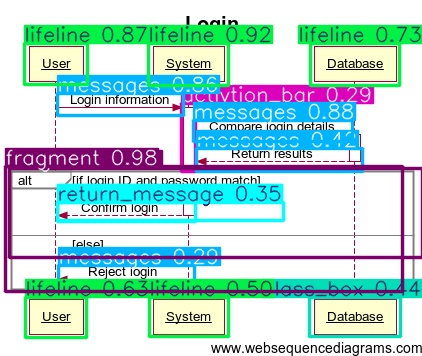 Login
lifeline 0.87
lifeline 0.92
lifeline 0.73
User
System
Database
messages 0.86
Login information
activtion_bar 0.29
messages 0.88
Compare login details
messages 0.42
Return results
fragment 0.98
alt
[if login ID and password match]
return_message 0.35
Confirm login
[else]
messages 0.29
Reject login
lifeline 0.63
lifeline 0.50
class_box 0.44
User
System
Database
www.websequencediagrams.com